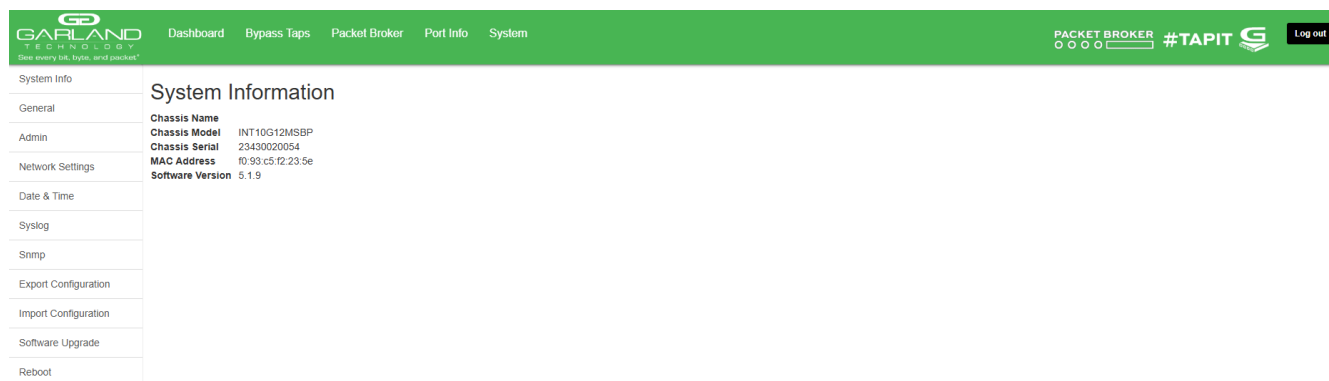 GARLAND
TECHNOLOGY
See every bit, byte, and packet®
Dashboard Bypass Taps Packet Broker Port Info System
PACKET BROKER
#TAPIT
Log out
System Info
General
Admin
Network Settings
Date & Time
Syslog
Snmp
Export Configuration
Import Configuration
Software Upgrade
Reboot
System Information
Chassis Name
Chassis Model INT10G12MSBP
Chassis Serial 23430020054
MAC Address f0:93:c5:f2:23:5e
Software Version 5.1.9